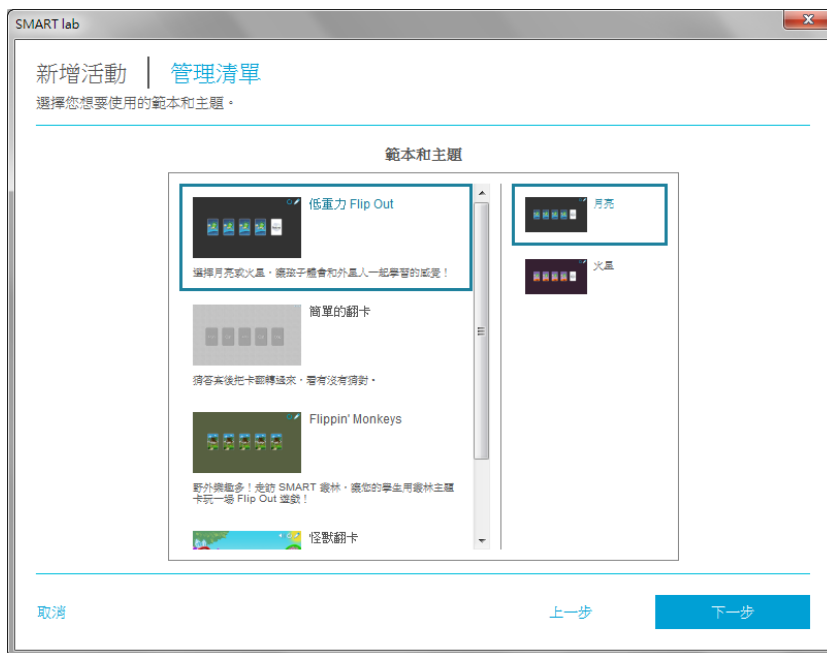 SMART lab
新增活動 | 管理清單
選擇您想要使用的範本和主題。
範本和主題
低重力 Flip Out
選擇月亮或火星，讓孩子體會和外星人一起學習的感覺！
簡單的翻卡
猜答案後把卡翻轉過來，看有沒有猜對。
Flippin' Monkeys
野外樂趣多！走訪 SMART 叢林，讓您的學生用叢林主題
卡玩一場 Flip Out 遊戲！
怪獸翻卡
月亮
火星
取消
上一步
下一步